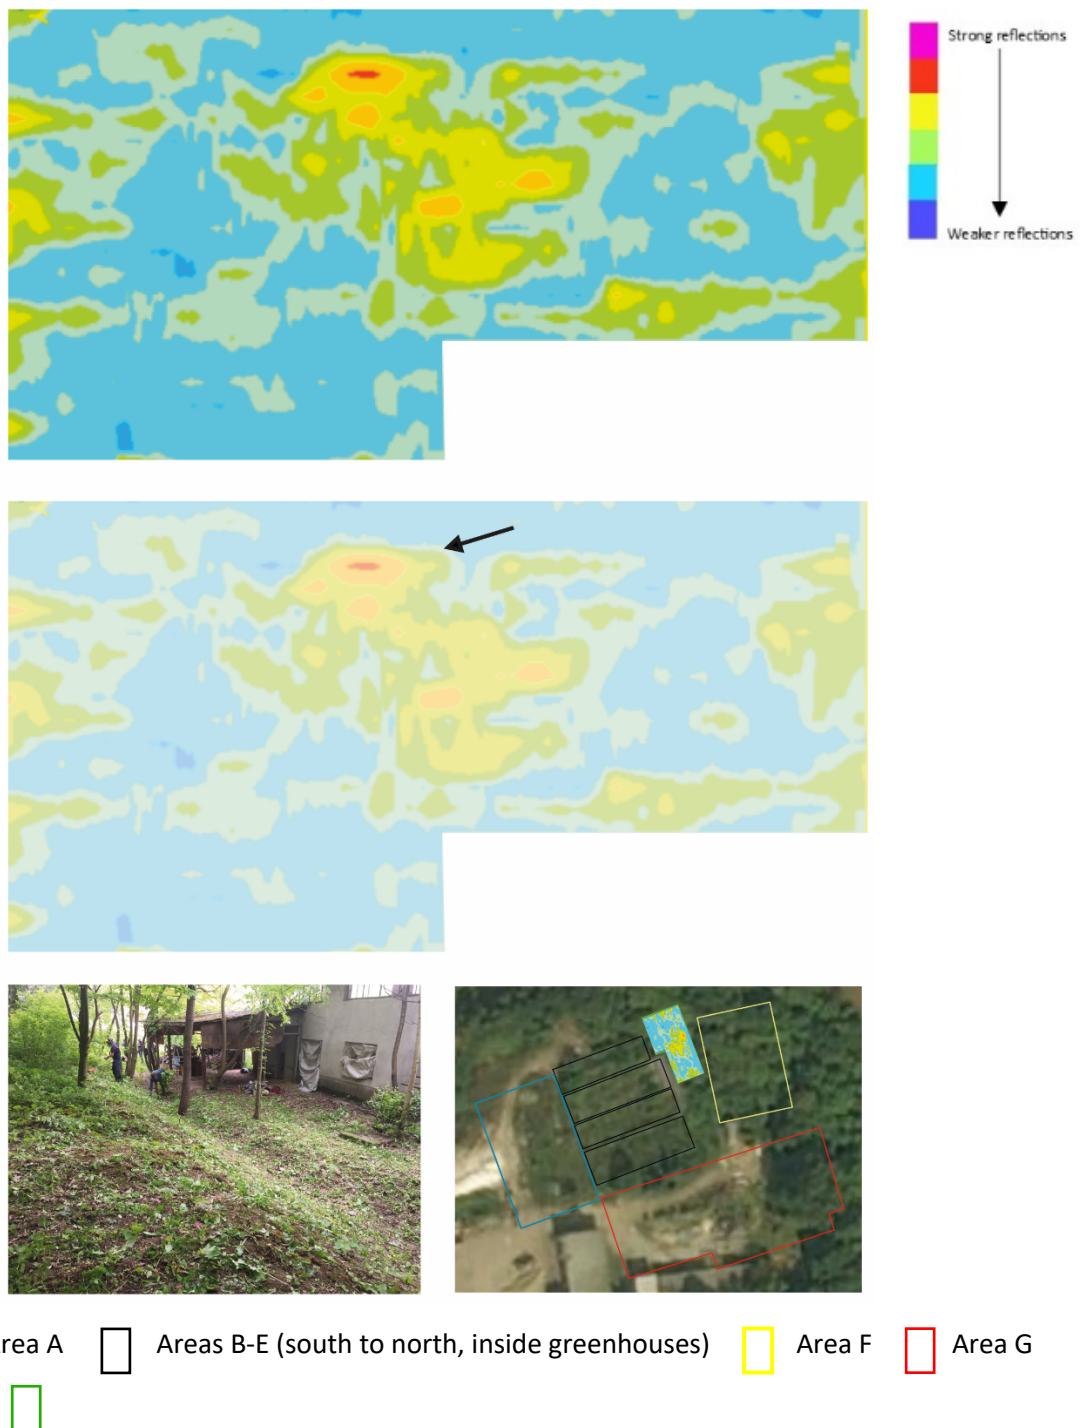 Strong reflections
Weaker reflections
rea A Areas B-E (south to north, inside greenhouses) Area F Area G